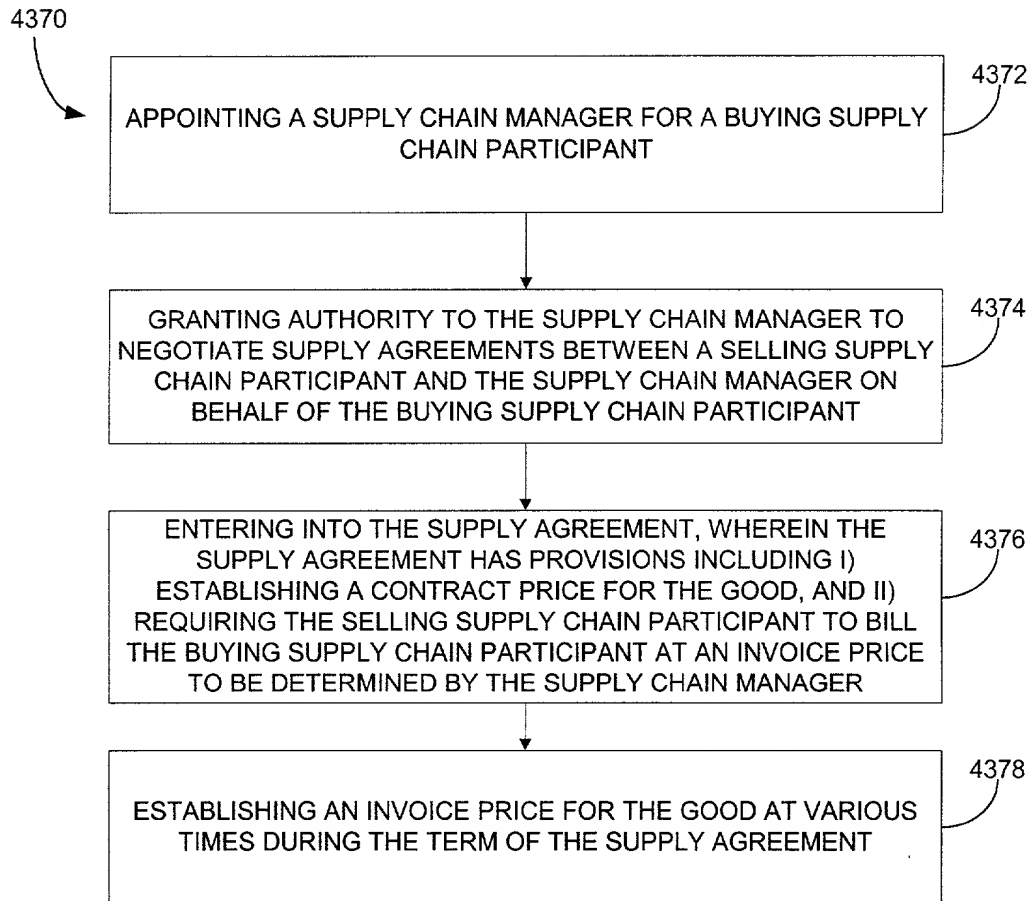 4370
4372
APPOINTING A SUPPLY CHAIN MANAGER FOR A BUYING SUPPLY
CHAIN PARTICIPANT
4374
GRANTING AUTHORITY TO THE SUPPLY CHAIN MANAGER TO
NEGOTIATE SUPPLY AGREEMENTS BETWEEN A SELLING SUPPLY
CHAIN PARTICIPANT AND THE SUPPLY CHAIN MANAGER ON
BEHALF OF THE BUYING SUPPLY CHAIN PARTICIPANT
4376
ENTERING INTO THE SUPPLY AGREEMENT, WHEREIN THE
SUPPLY AGREEMENT HAS PROVISIONS INCLUDING I)
ESTABLISHING A CONTRACT PRICE FOR THE GOOD, AND II)
REQUIRING THE SELLING SUPPLY CHAIN PARTICIPANT TO BILL
THE BUYING SUPPLY CHAIN PARTICIPANT AT AN INVOICE PRICE
TO BE DETERMINED BY THE SUPPLY CHAIN MANAGER
4378
ESTABLISHING AN INVOICE PRICE FOR THE GOOD AT VARIOUS
TIMES DURING THE TERM OF THE SUPPLY AGREEMENT